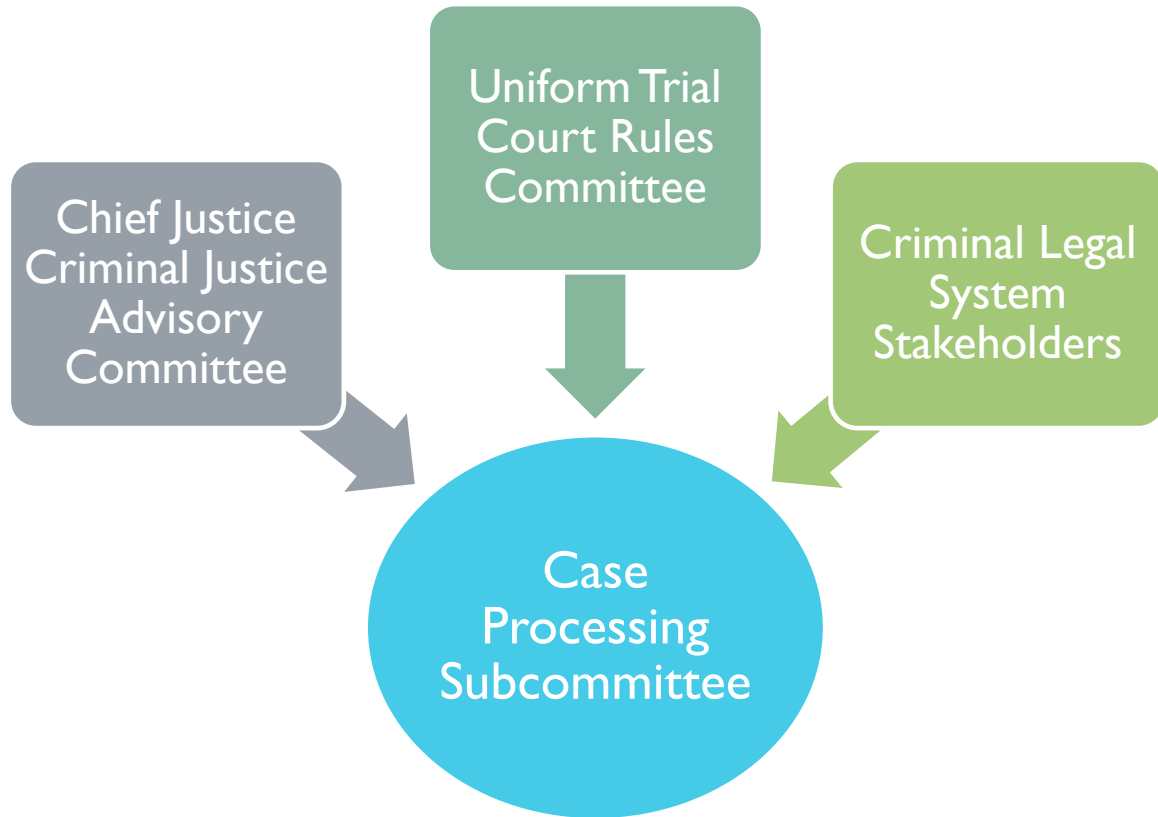 Uniform Trial
Court Rules
Committee
Chief Justice
Criminal Justice
Advisory
Committee
Criminal Legal
System
Stakeholders
Case
Processing
Subcommittee